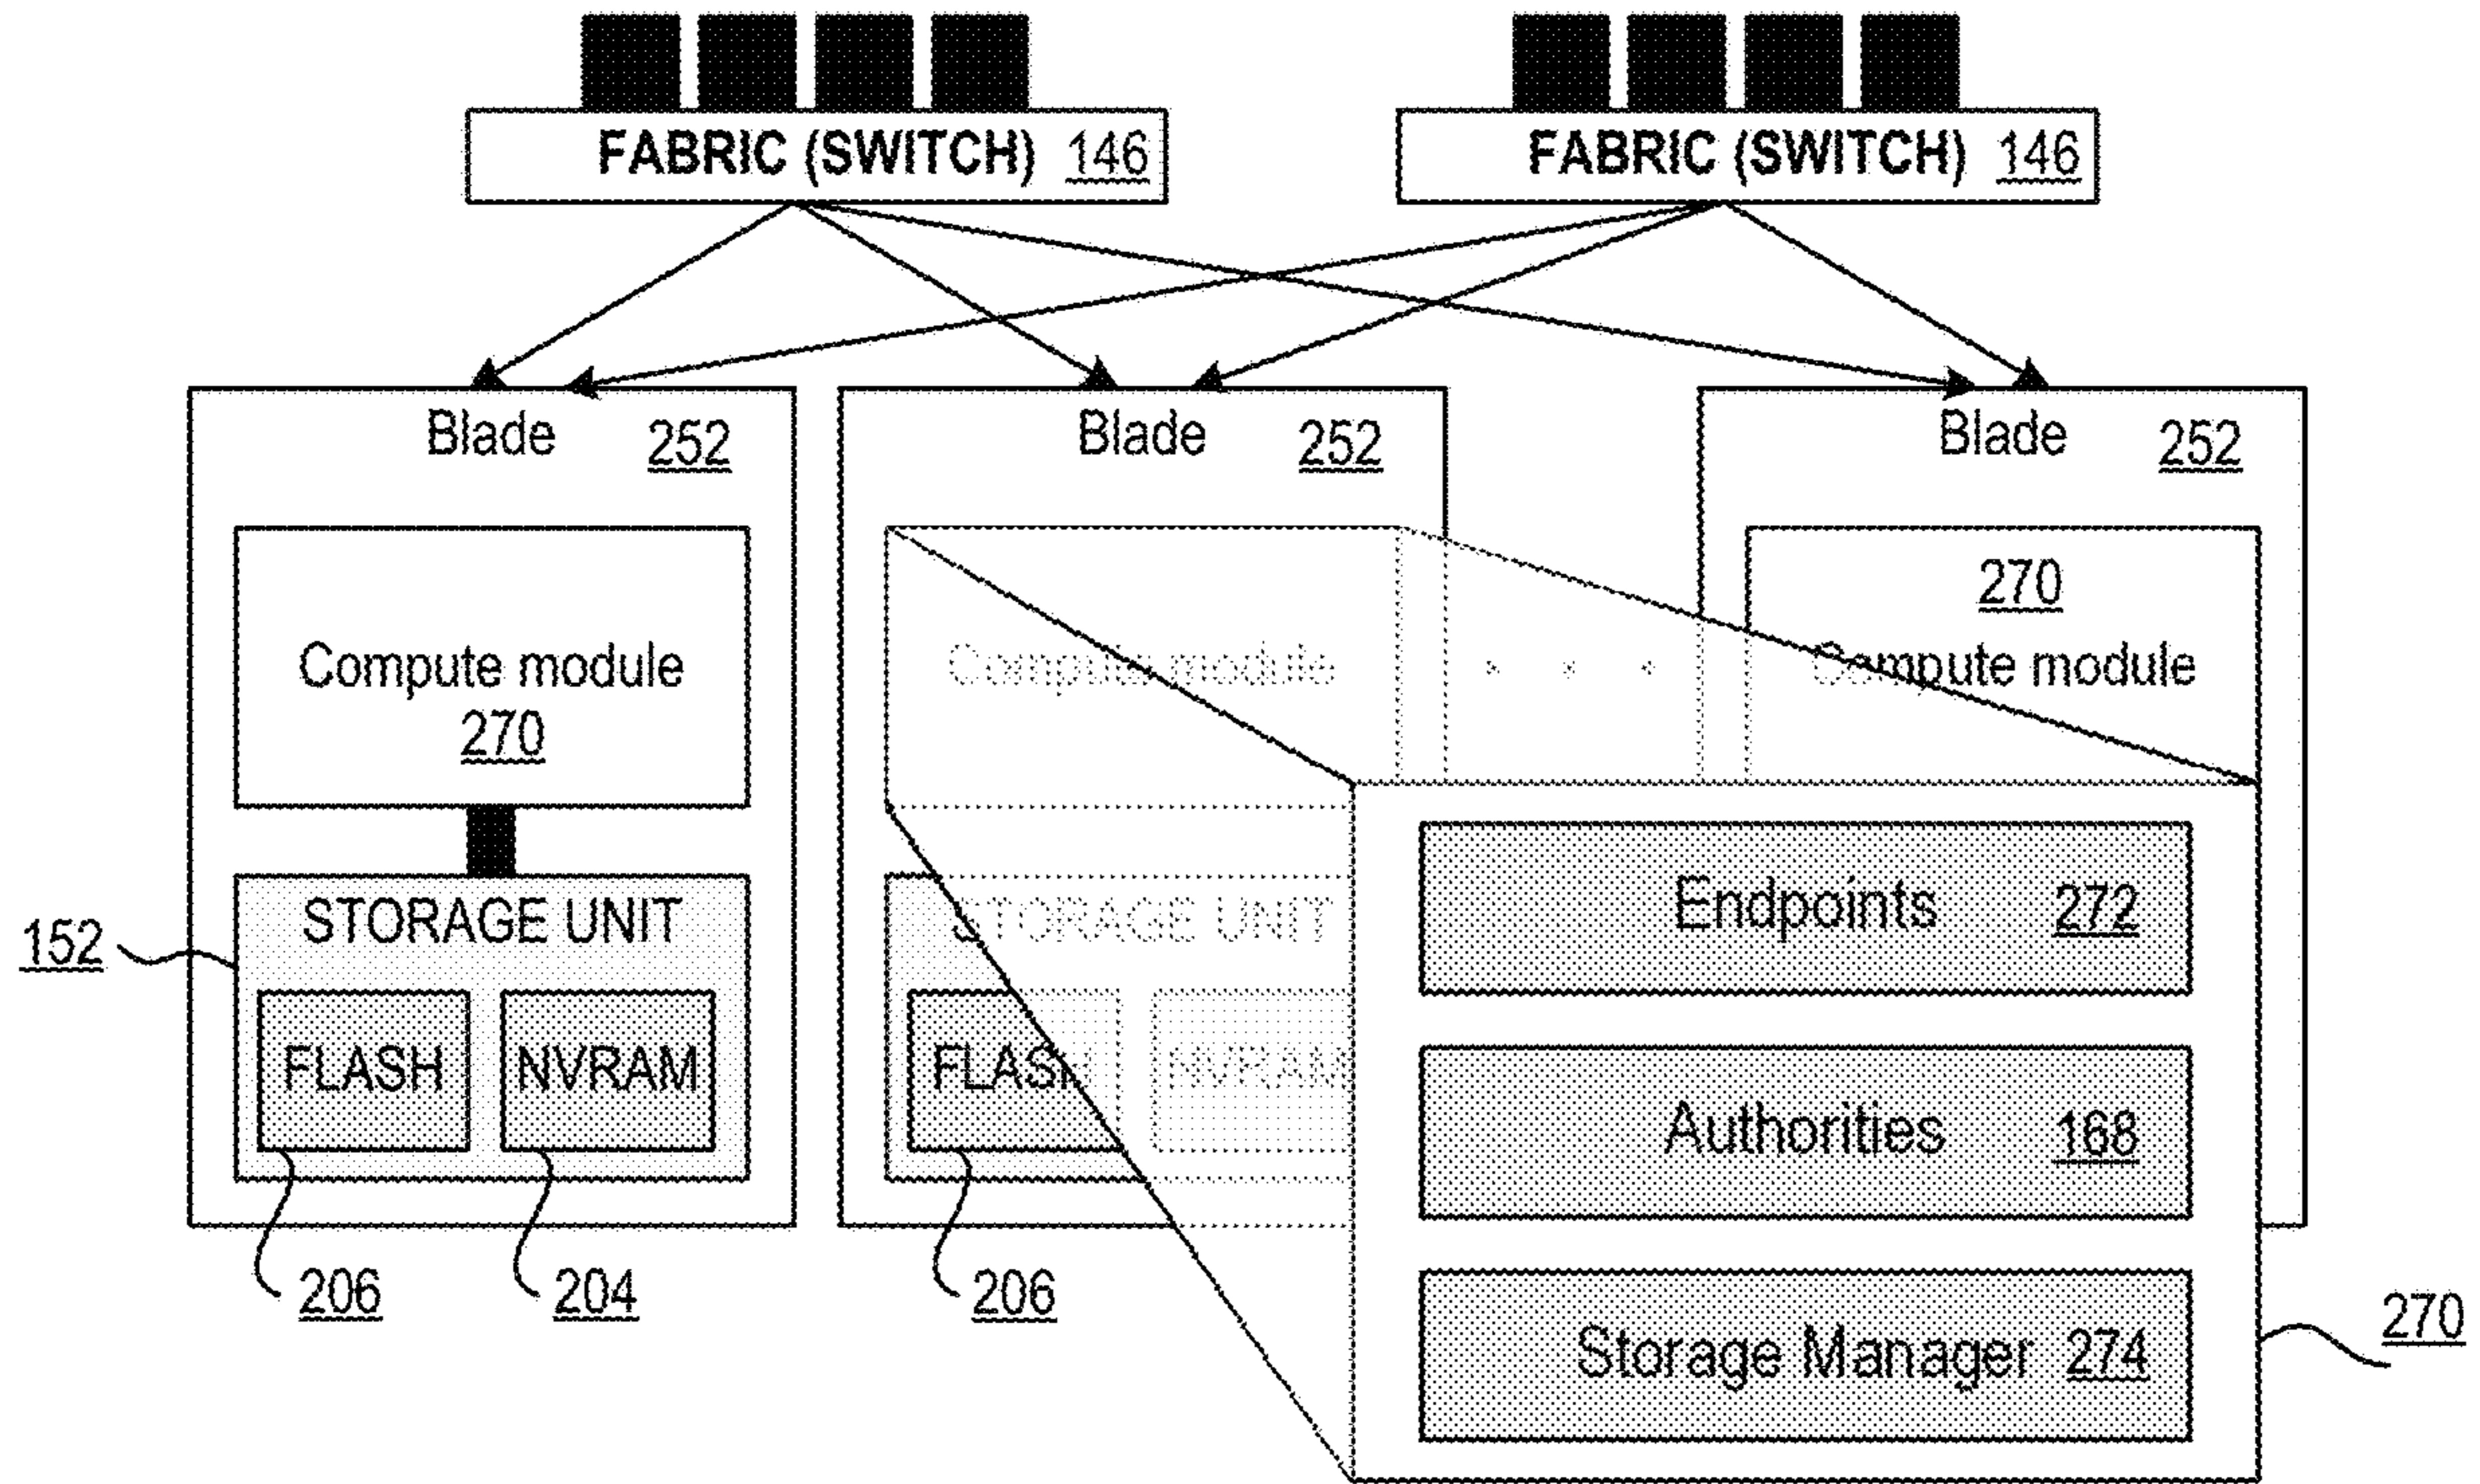 FABRIC (SWITCH) 146
FABRIC (SWITCH) 146
Blade 252
Blade 252
Blade 252
Compute module
270
Compute module
. . .
270
Compute module
152
STORAGE UNIT
FLASH
NVRAM
206
204
STORAGE UNIT
FLASH
NVRAM
206
Endpoints 272
Authorities 168
Storage Manager 274
270